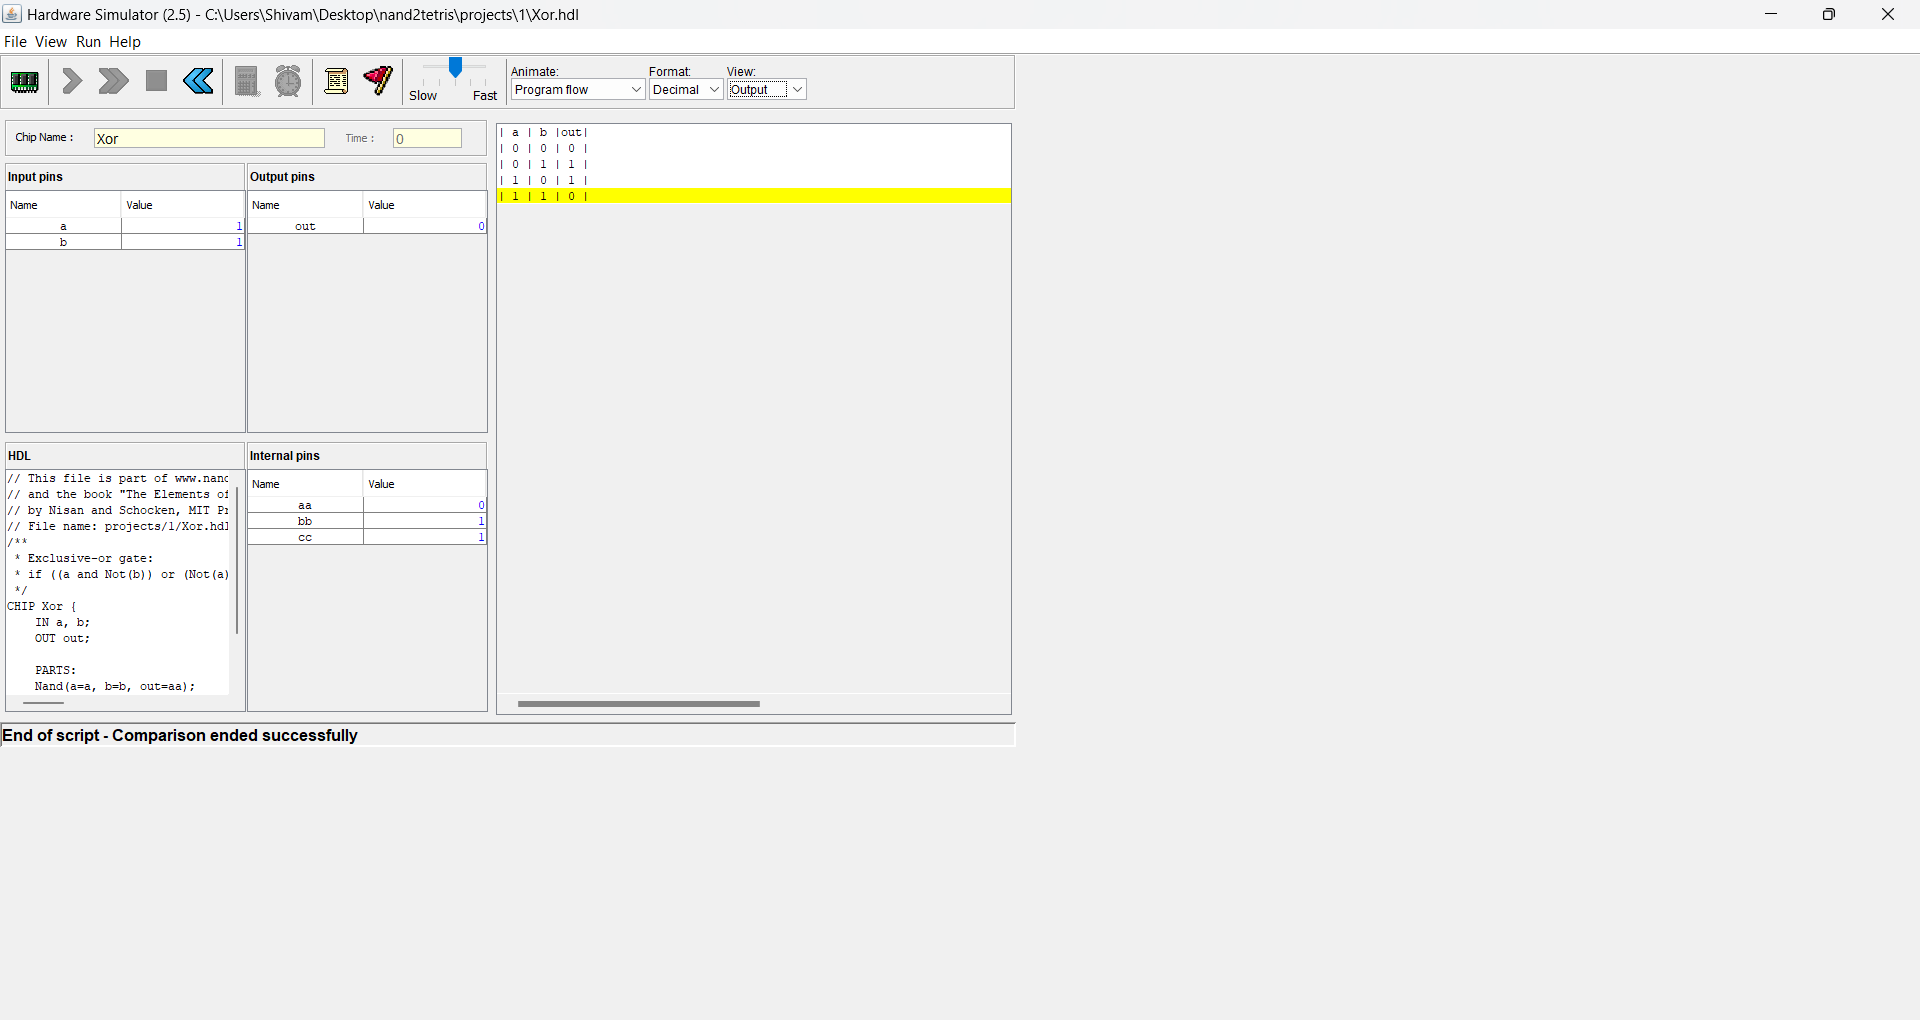 Hardware Simulator (2.5) - C:\Users\Shivam\Desktop\nand2tetris\projects\1\Xor.hdl
File View Run Help
Slow Fast
Animate: Format: View:
Program flow Decimal Output
Chip Name : Xor Time : 0
Input pins
Name Value
a 1
b 1
Output pins
Name Value
out 0
| a | b |out|
| 0 | 0 | 0 |
| 0 | 1 | 1 |
| 1 | 0 | 1 |
| 1 | 1 | 0 |
HDL
// This file is part of www.nand
// and the book "The Elements of
// by Nisan and Schocken, MIT Pr
// File name: projects/1/Xor.hdl
/**
* Exclusive-or gate:
* if ((a and Not(b)) or (Not(a)
*/
CHIP Xor {
IN a, b;
OUT out;
PARTS:
Nand(a=a, b=b, out=aa);
Internal pins
Name Value
aa 0
bb 1
cc 1
End of script - Comparison ended successfully